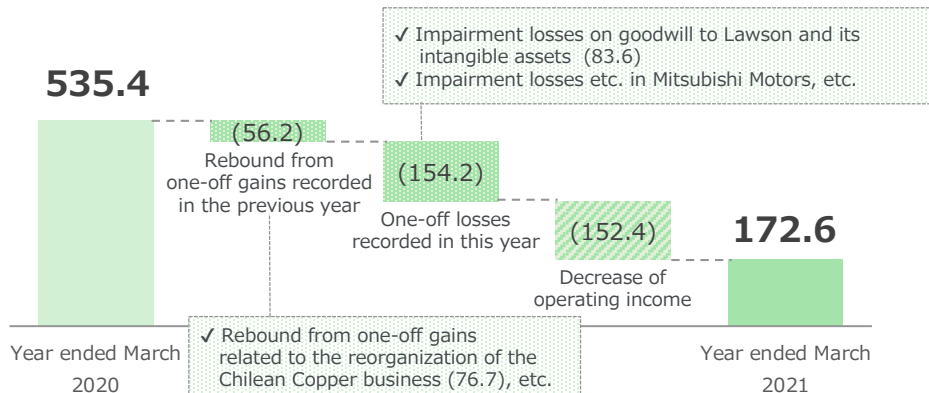 ✓ Impairment losses on goodwill to Lawson and its
intangible assets (83.6)
✓ Impairment losses etc. in Mitsubishi Motors, etc.
535.4
(56.2)
Rebound from
one-off gains recorded
in the previous year
(154.2)
One-off losses
recorded in this year
(152.4)
Decrease of
operating income
172.6
✓ Rebound from one-off gains
related to the reorganization of the
Chilean Copper business (76.7), etc.
Year ended March
2020
Year ended March
2021